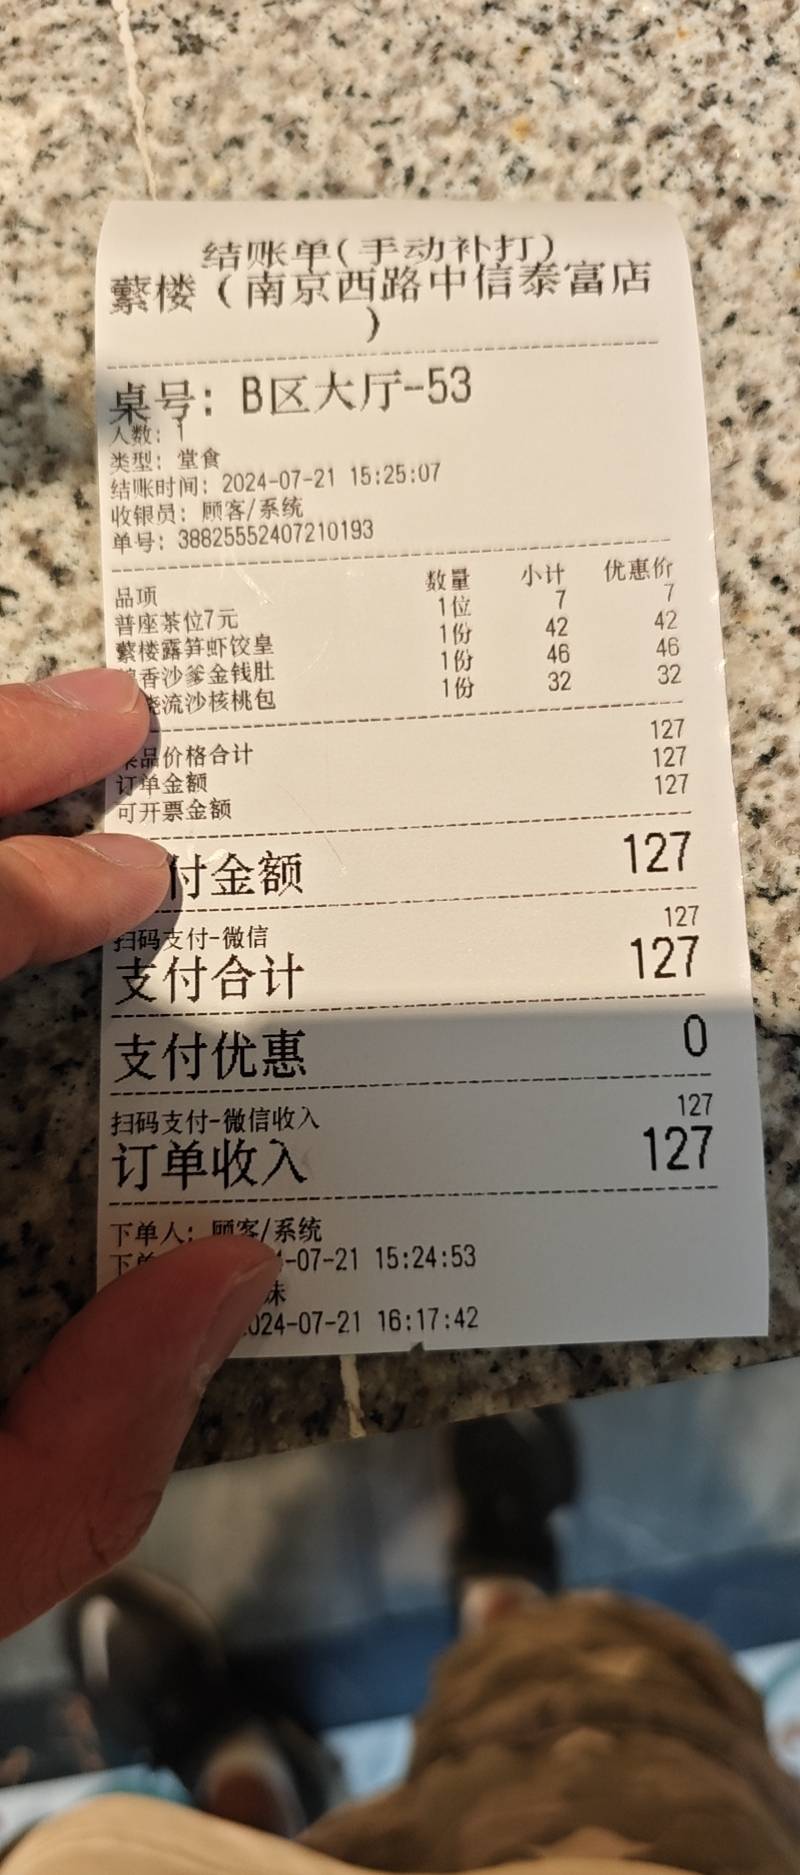 结账单(手动补打)
蘩楼（南京西路中信泰富店
）
桌号: B区大厅-53
人数: 1
类型: 堂食
结账时间: 2024-07-21 15:25:07
收银员: 顾客/系统
单号: 38825552407210193
品项 数量 小计 优惠价
普座茶位7元 1位 7 7
蘩楼露笋虾饺皇 1份 42 42
香沙爹金钱肚 1份 46 46
流沙核桃包 1份 32 32
品价格合计 127
订单金额 127
可开票金额 127
付金额 127
扫码支付-微信 127
支付合计 127
支付优惠 0
扫码支付-微信收入 127
订单收入 127
下单人: 顾客/系统
下单 -07-21 15:24:53
妹
024-07-21 16:17:42